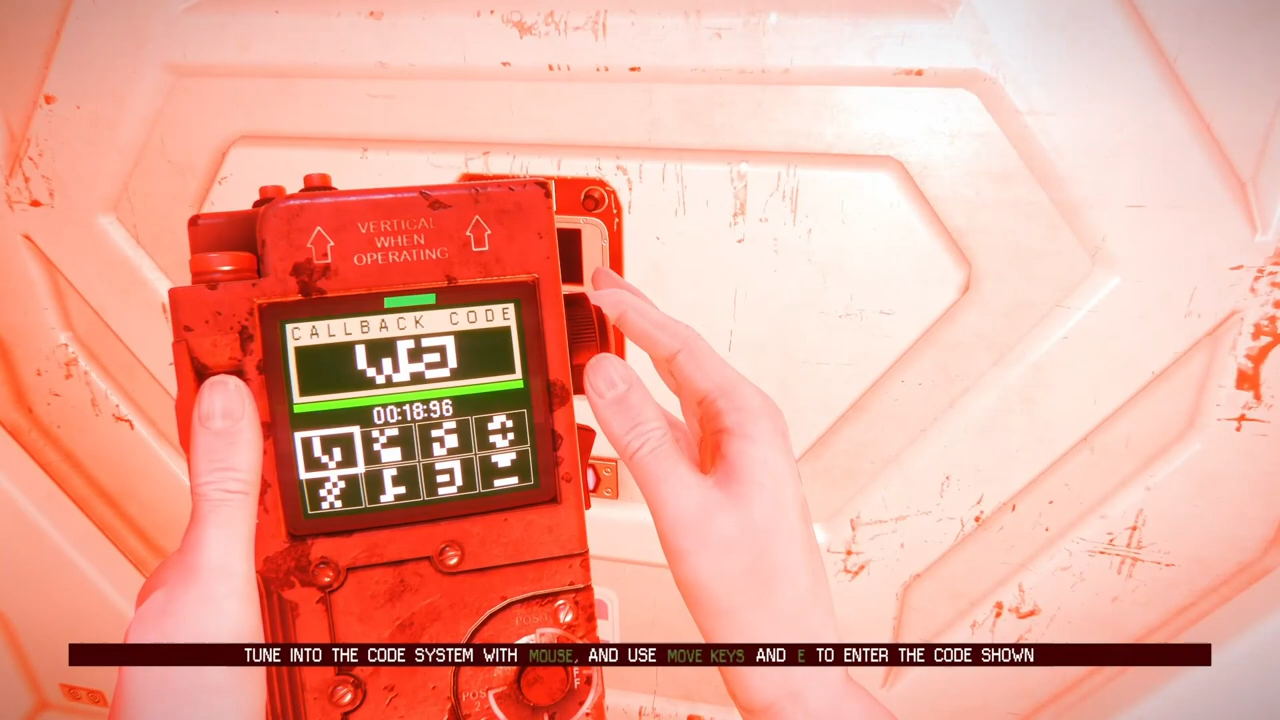 VERTICAL
WHEN
OPERATING
CALLBACK CODE
00:18:96
TUNE INTO THE CODE SYSTEM WITH MOUSE, AND USE MOVE KEYS AND E TO ENTER THE CODE SHOWN